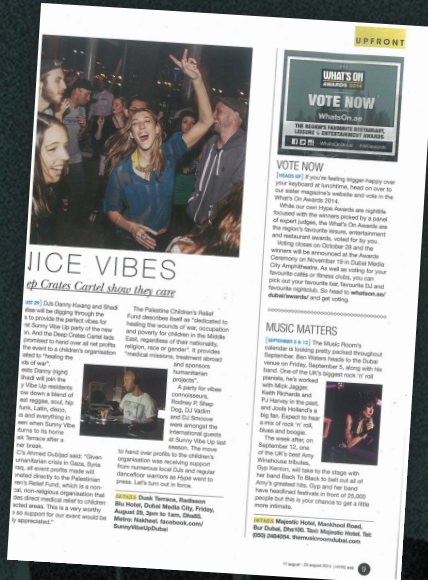 UPFRONT
WHAT'S ON
AWARDS 2014
VOTE NOW
WhatsOn.ae
THE REGION'S FAVOURITE RESTAURANT,
LEISURE & ENTERTAINMENT AWARDS
NICE VIBES
ep Crates Cartel show they care
DJs Danny Kwang and Shadi
will be digging through the
to provide the perfect vibes for
Sunny Vibe Up party of the new
n. And the Deep Crates Cartel lads
promised to hand over all net profits
the event to a children's organisation
ated to "healing the
ds of war".
ests Danny (right)
hadi will join the
y Vibe Up residents
ow down a blend of
est reggae, soul, hip
funk, Latin, disco,
and everything in
een when Sunny Vibe
turns to its home
sk Terrace after a
ner break.
C's Ahmed Dubjad said: "Given
umanitarian crisis in Gaza, Syria
raq, all event profits made will
nated directly to the Palestinian
ren's Relief Fund, which is a non-
cal, non-religious organisation that
des direct medical relief to children
ected areas. This is a very worthy
so support for our event would be
ly appreciated."
The Palestine Children's Relief
Fund describes itself as "dedicated to
healing the wounds of war, occupation
and poverty for children in the Middle
East, regardless of their nationality,
religion, race or gender". It provides
"medical missions, treatment abroad
and sponsors
humanitarian
projects".
A party for vibes
connoisseurs,
Rodney P, Shep
Dog, DJ Vadim
and DJ Simone
were amongst the
international guests
at Sunny Vibe Up last
season. The move
to hand over profits to the children's
organisation was receiving support
from numerous local DJs and regular
dancefloor warriors as Hype went to
press. Let's turn out in force.
DETAILS Dusk Terrace, Radisson
Blu Hotel, Dubai Media City, Friday,
August 29, 3pm to 1am, Dhs85.
Metro: Nakheel. facebook.com/
SunnyVibeUpDubai
VOTE NOW
[HEADS UP] If you're feeling trigger-happy over
your keyboard at lunchtime, head on over to
our sister magazine's website and vote in the
What's On Awards 2014.
While our own Hype Awards are nightlife
focused with the winners picked by a panel
of expert judges, the What's On Awards are
the region's favourite leisure, entertainment
and restaurant awards, voted for by you.
Voting closes on October 28 and the
winners will be announced at the Awards
Ceremony on November 19 in Dubai Media
City Amphitheatre. As well as voting for your
favourite cafés or fitness clubs, you can
pick out your favourite bar, favourite DJ and
favourite nightclub. So head to whatson.ae/
dubai/awards/ and get voting.
MUSIC MATTERS
[SEPTEMBER 5 & 12] The Music Room's
calendar is looking pretty packed throughout
September. Ben Waters heads to the Dubai
venue on Friday, September 5, along with his
band. One of the UK's biggest rock 'n' roll
pianists, he's worked
with Mick Jagger,
Keith Richards and
PJ Harvey in the past,
and Jools Holland's a
big fan. Expect to hear
a mix of rock 'n' roll,
blues and boogie.
The week after, on
September 12, one
of the UK's best Amy
Winehouse tributes,
Gyp Kenton, will take to the stage with
her band Back To Back to belt out all of
Amy's greatest hits. Gyp and her band
have headlined festivals in front of 25,000
people but this is your chance to get a little
more intimate.
DETAILS Majestic Hotel, Mankhool Road,
Bur Dubai, Dhs100. Taxi: Majestic Hotel. Tel:
(050) 2484054. themusicroomdubai.com
9